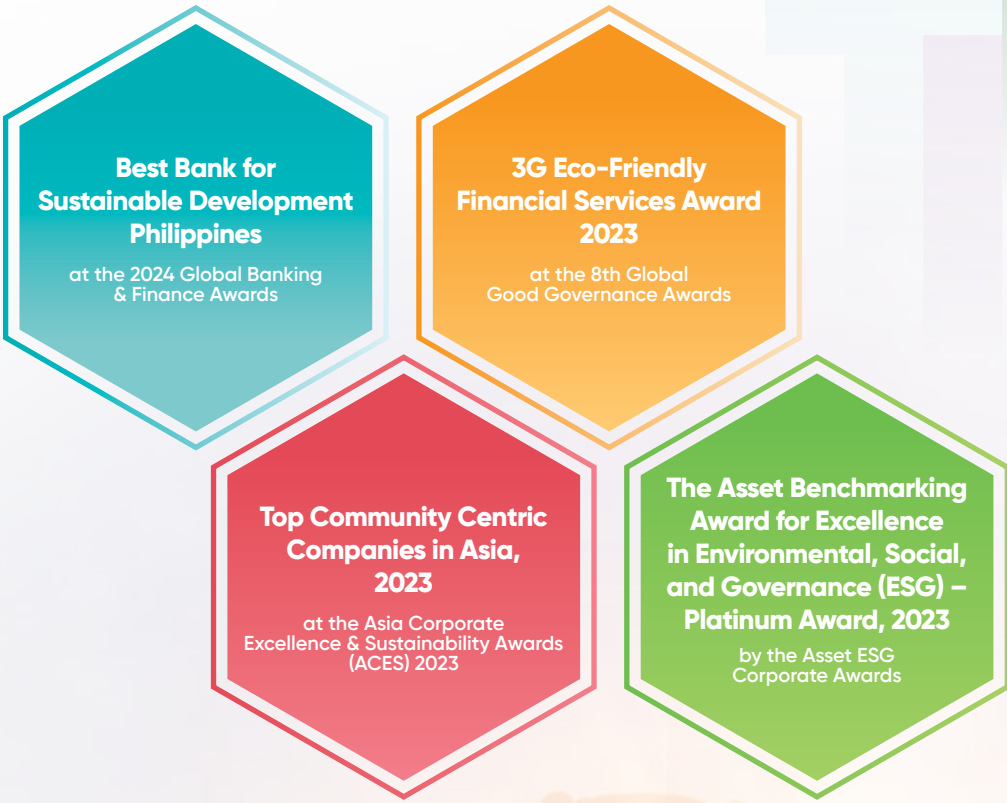 Best Bank for
Sustainable Development
Philippines
at the 2024 Global Banking
& Finance Awards
3G Eco-Friendly
Financial Services Award
2023
at the 8th Global
Good Governance Awards
Top Community Centric
Companies in Asia,
2023
at the Asia Corporate
Excellence & Sustainability Awards
(ACES) 2023
The Asset Benchmarking
Award for Excellence
in Environmental, Social,
and Governance (ESG) –
Platinum Award, 2023
by the Asset ESG
Corporate Awards